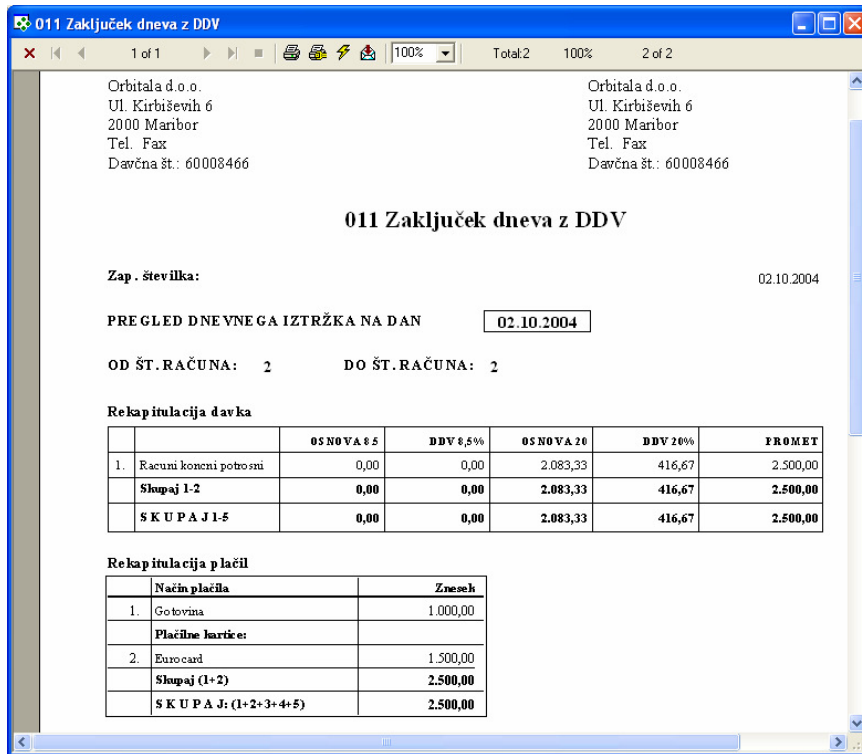 011 Zaključek dneva z DDV
1 of 1 100% Total:2 100% 2 of 2
Orbitala d.o.o. Orbitala d.o.o.
Ul. Kirbiševih 6 Ul. Kirbiševih 6
2000 Maribor 2000 Maribor
Tel. Fax Tel. Fax
Davčna št.: 60008466 Davčna št.: 60008466
011 Zaključek dneva z DDV
Zap. številka: 02.10.2004
PREGLED DNEVNEGA IZTRŽKA NA DAN 02.10.2004
OD ŠT.RAČUNA: 2 DO ŠT.RAČUNA: 2
Rekapitulacija davka
OSNOVA 8.5 DDV 8,5% OSNOVA 20 DDV 20% PROMET
1. Racuni koncni potrosni 0,00 0,00 2.083,33 416,67 2.500,00
Skupaj 1-2 0,00 0,00 2.083,33 416,67 2.500,00
S K U P A J 1-5 0,00 0,00 2.083,33 416,67 2.500,00
Rekapitulacija plačil
Način plačila Znesek
1. Gotovina 1.000,00
Plačilne kartice:
2. Eurocard 1.500,00
Skupaj (1+2) 2.500,00
S K U P A J: (1+2+3+4+5) 2.500,00